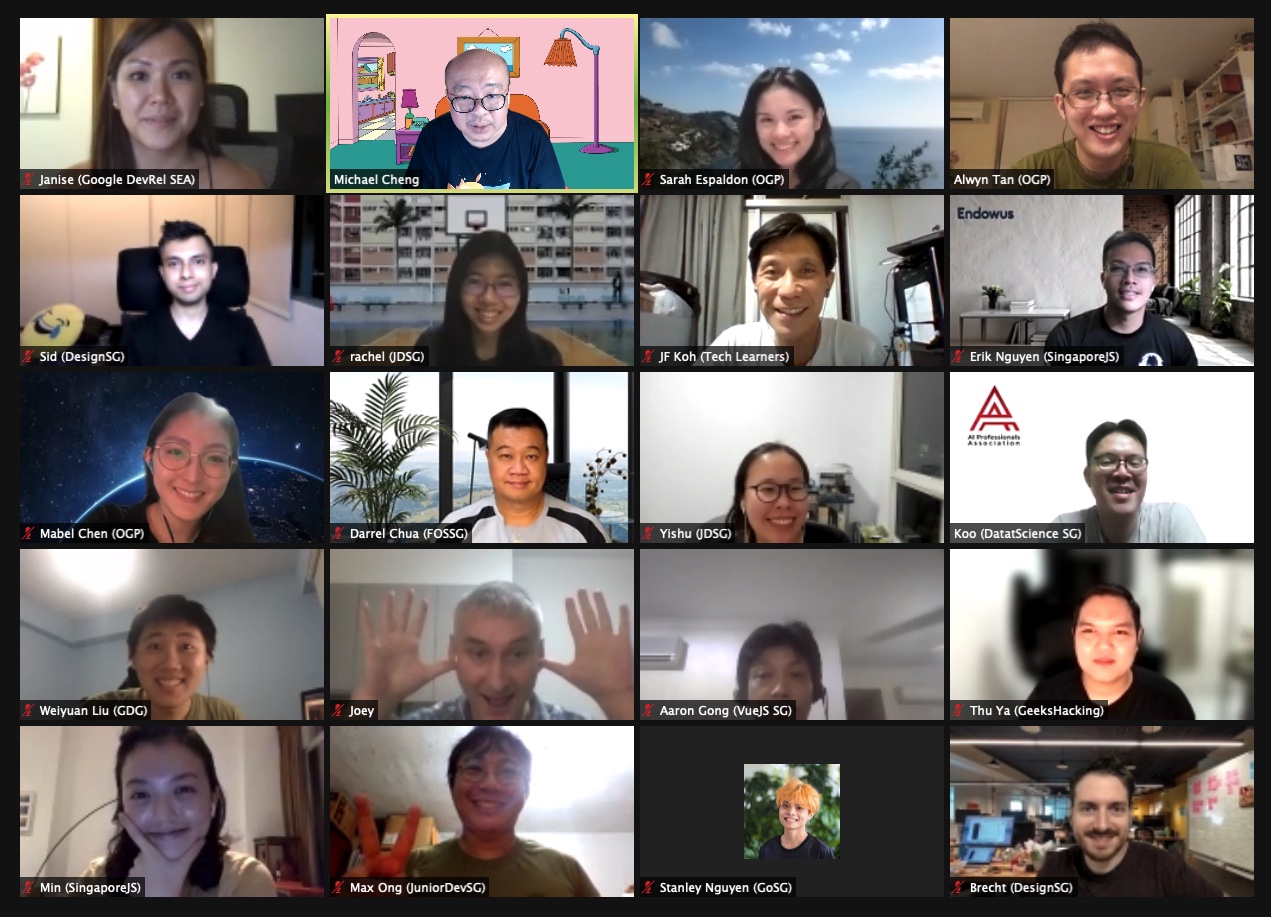 Janise (Google DevRel SEA)
Michael Cheng
Sarah Espaldon (OGP)
Alwyn Tan (OGP)
Sid (DesignSG)
rachel (JDSG)
JF Koh (Tech Learners)
Endowus
Erik Nguyen (SingaporeJS)
Mabel Chen (OGP)
Darrel Chua (FOSSG)
Yishu (JDSG)
AI Professionals
Association
Koo (DatatScience SG)
Weiyuan Liu (GDG)
Joey
Aaron Gong (VueJS SG)
Thu Ya (GeeksHacking)
Min (SingaporeJS)
Max Ong (JuniorDevSG)
Stanley Nguyen (GoSG)
Brecht (DesignSG)